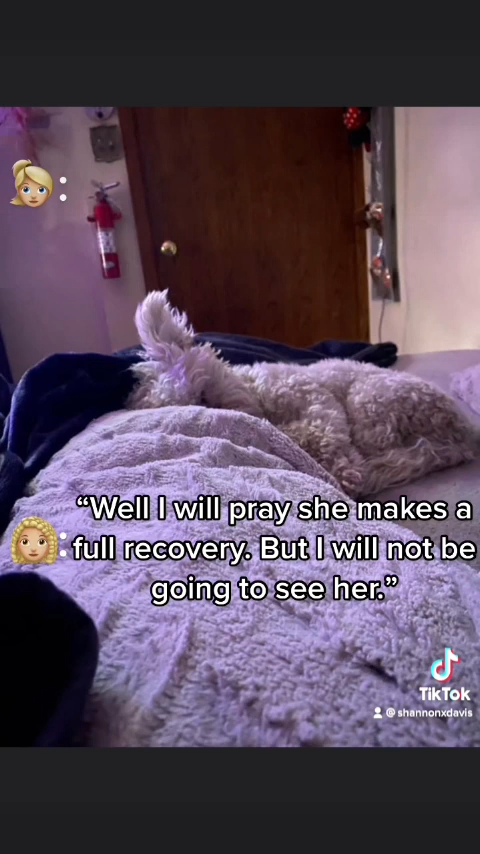 :
“Well I will pray she makes a
: full recovery. But I will not be
going to see her.”
TikTok
@shannonxdavis